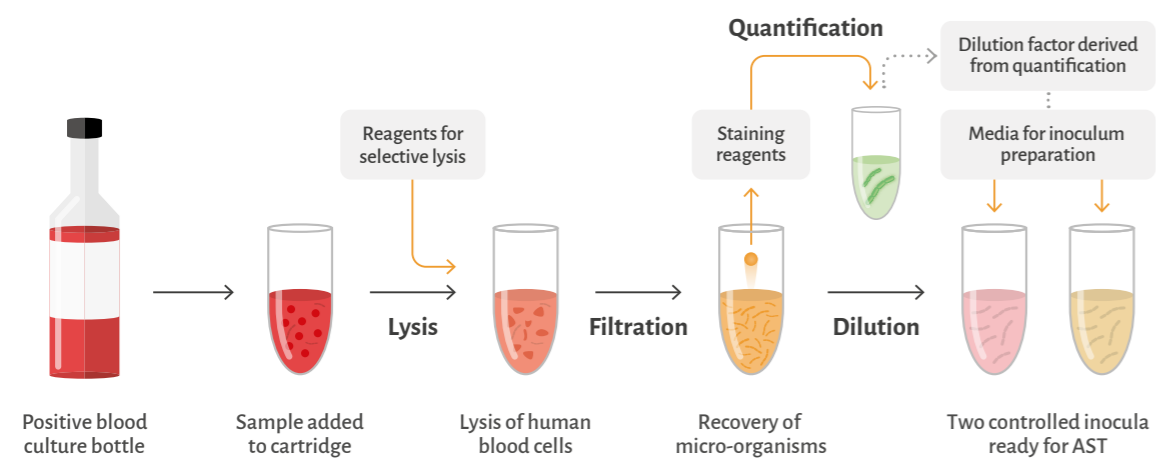 Quantification
Dilution factor derived
from quantification
Reagents for
selective lysis
Staining
reagents
Media for inoculum
preparation
Lysis
Filtration
Dilution
Positive blood
culture bottle
Sample added
to cartridge
Lysis of human
blood cells
Recovery of
micro-organisms
Two controlled inocula
ready for AST